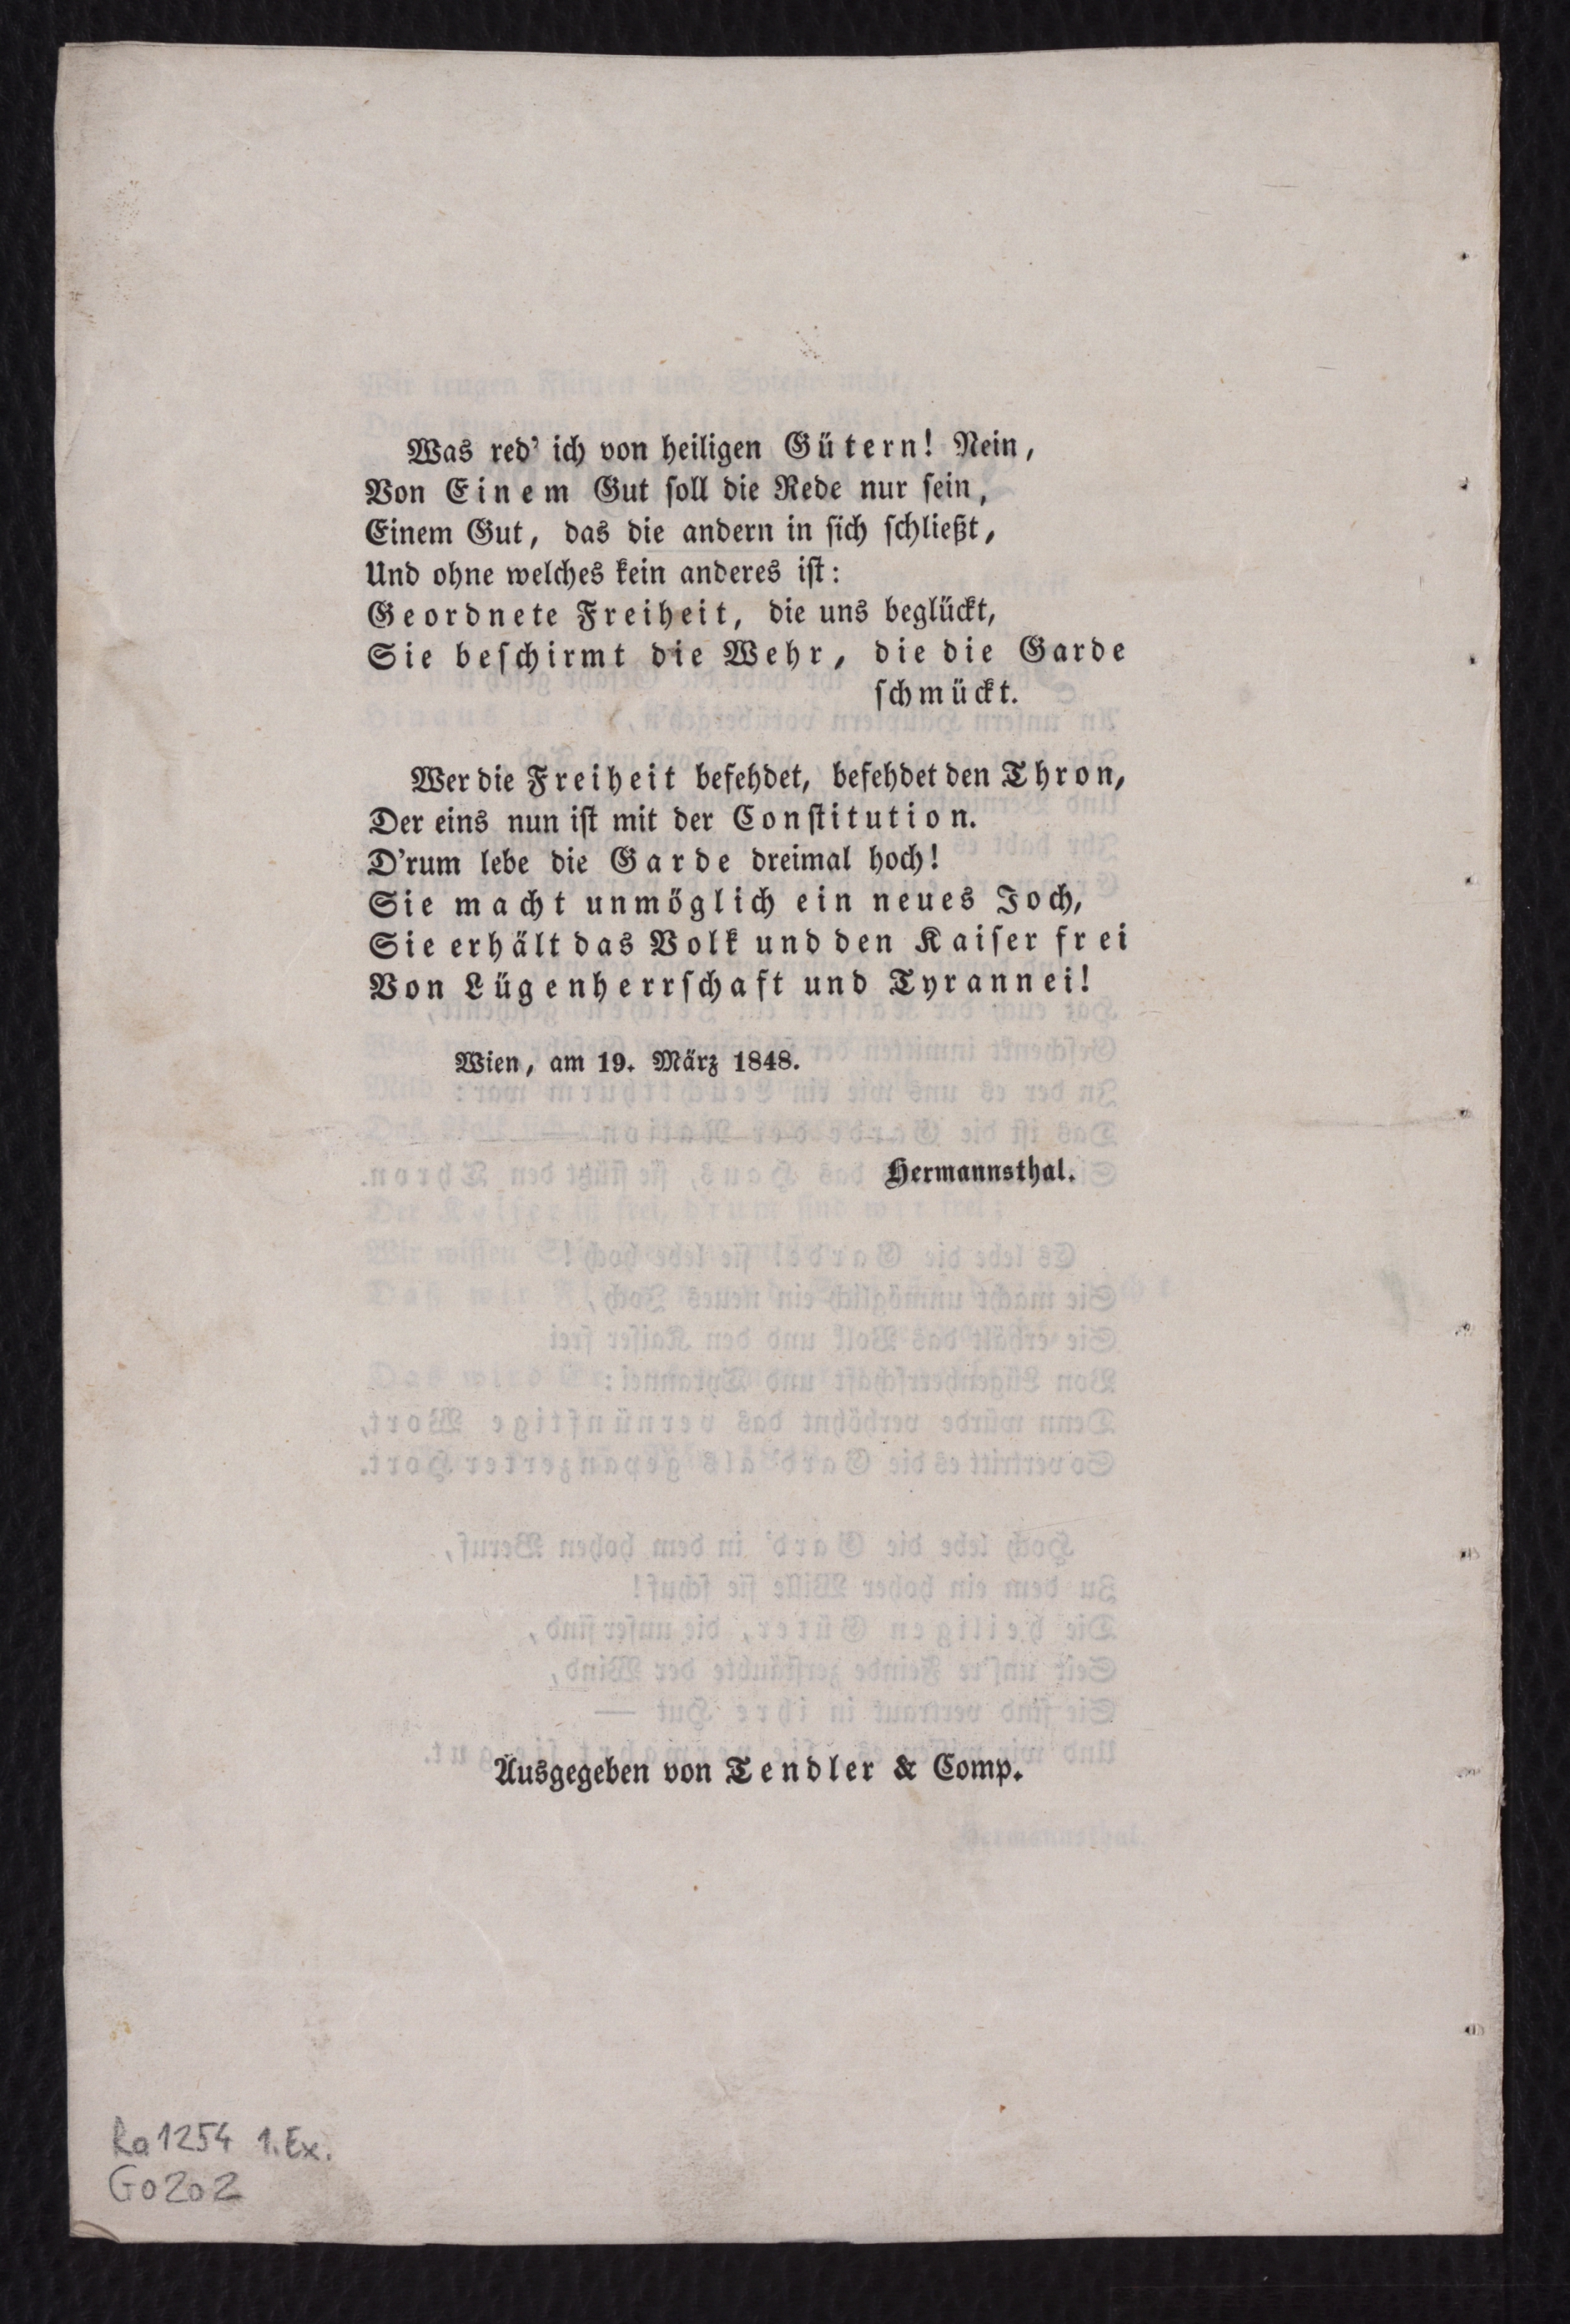 Was red' ich von heiligen Gütern! Nein,
Von Einem Gut soll die Rede nur sein,
Einem Gut, das die andern in sich schließt,
Und ohne welches kein anderes ist:
Geordnete Freiheit, die uns beglückt,
Sie beschirmt die Wehr, die die Garde
schmückt.
Wer die Freiheit befehdet, befehdet den Thron,
Der eins nun ist mit der Constitution.
D'rum lebe die Garde dreimal hoch!
Sie macht unmöglich ein neues Joch,
Sie erhält das Volk und den Kaiser frei
Von Lügenherrschaft und Tyrannei!
Wien, am 19. März 1848.
Hermannsthal.
Ausgegeben von Tendler & Comp.
Ra1254 1.Ex.
G0202